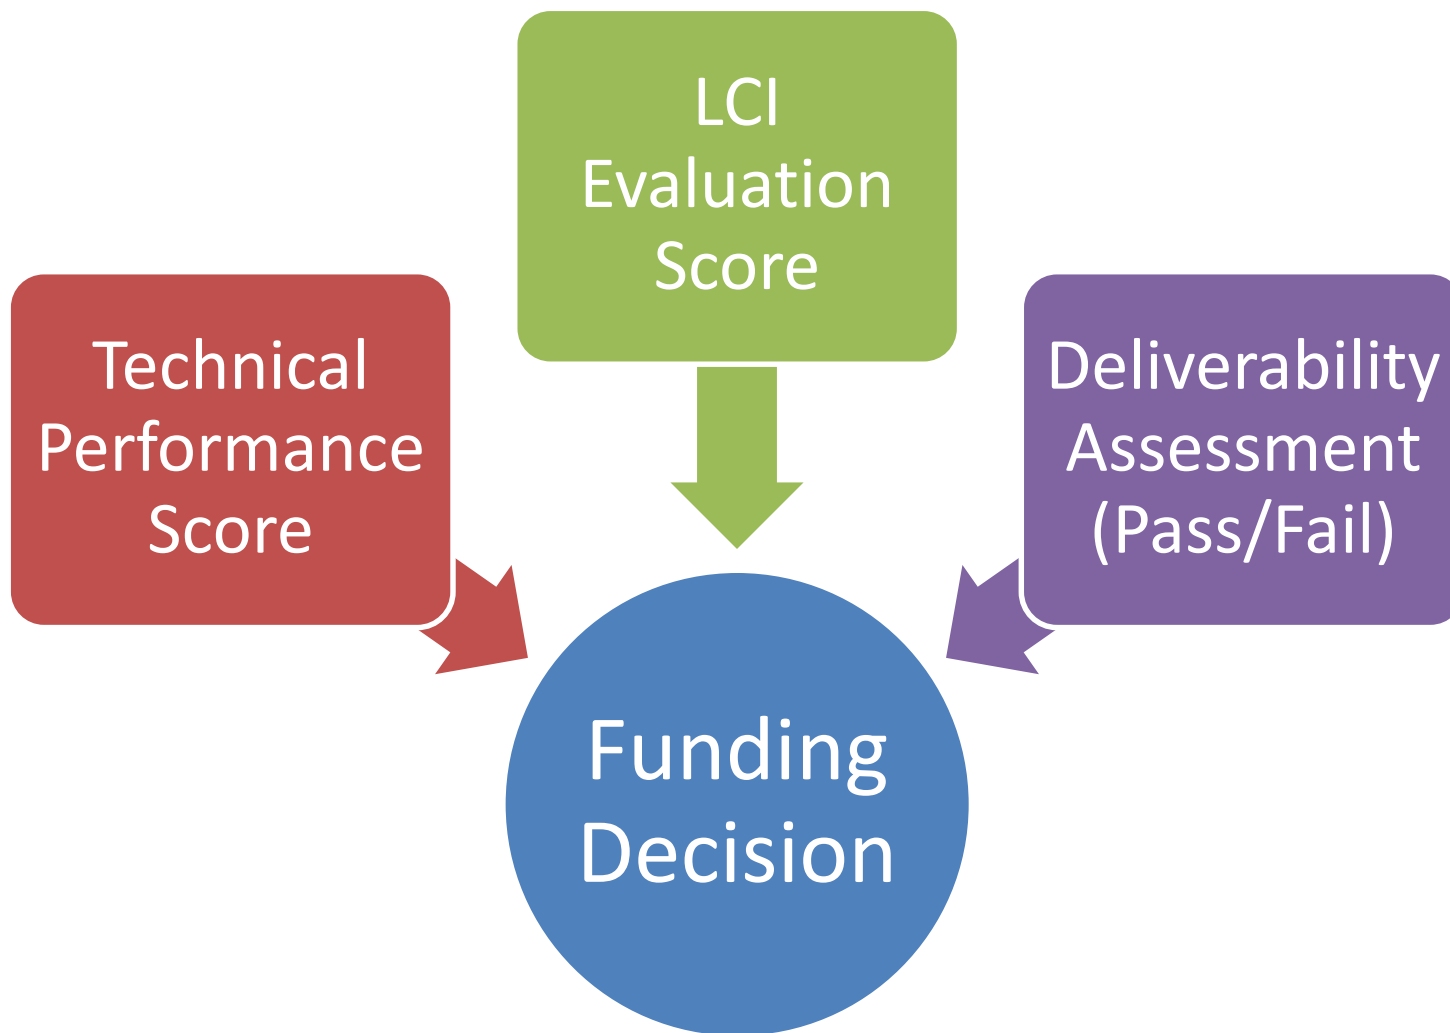 LCI
Evaluation
Score
Technical
Performance
Score
Deliverability
Assessment
(Pass/Fail)
Funding
Decision